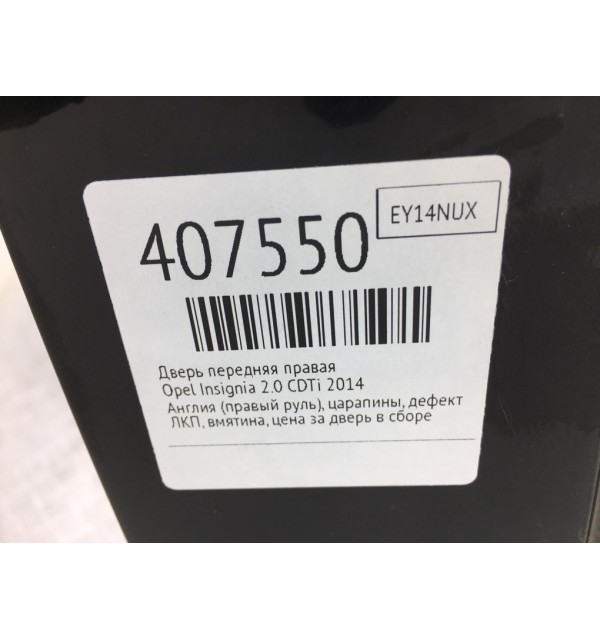 EY14NUX
407550
Дверь передняя правая
Opel Insignia 2.0 CDTi 2014
Англия (правый руль), царапины, дефект
ЛКП, вмятина, цена за дверь в сборе